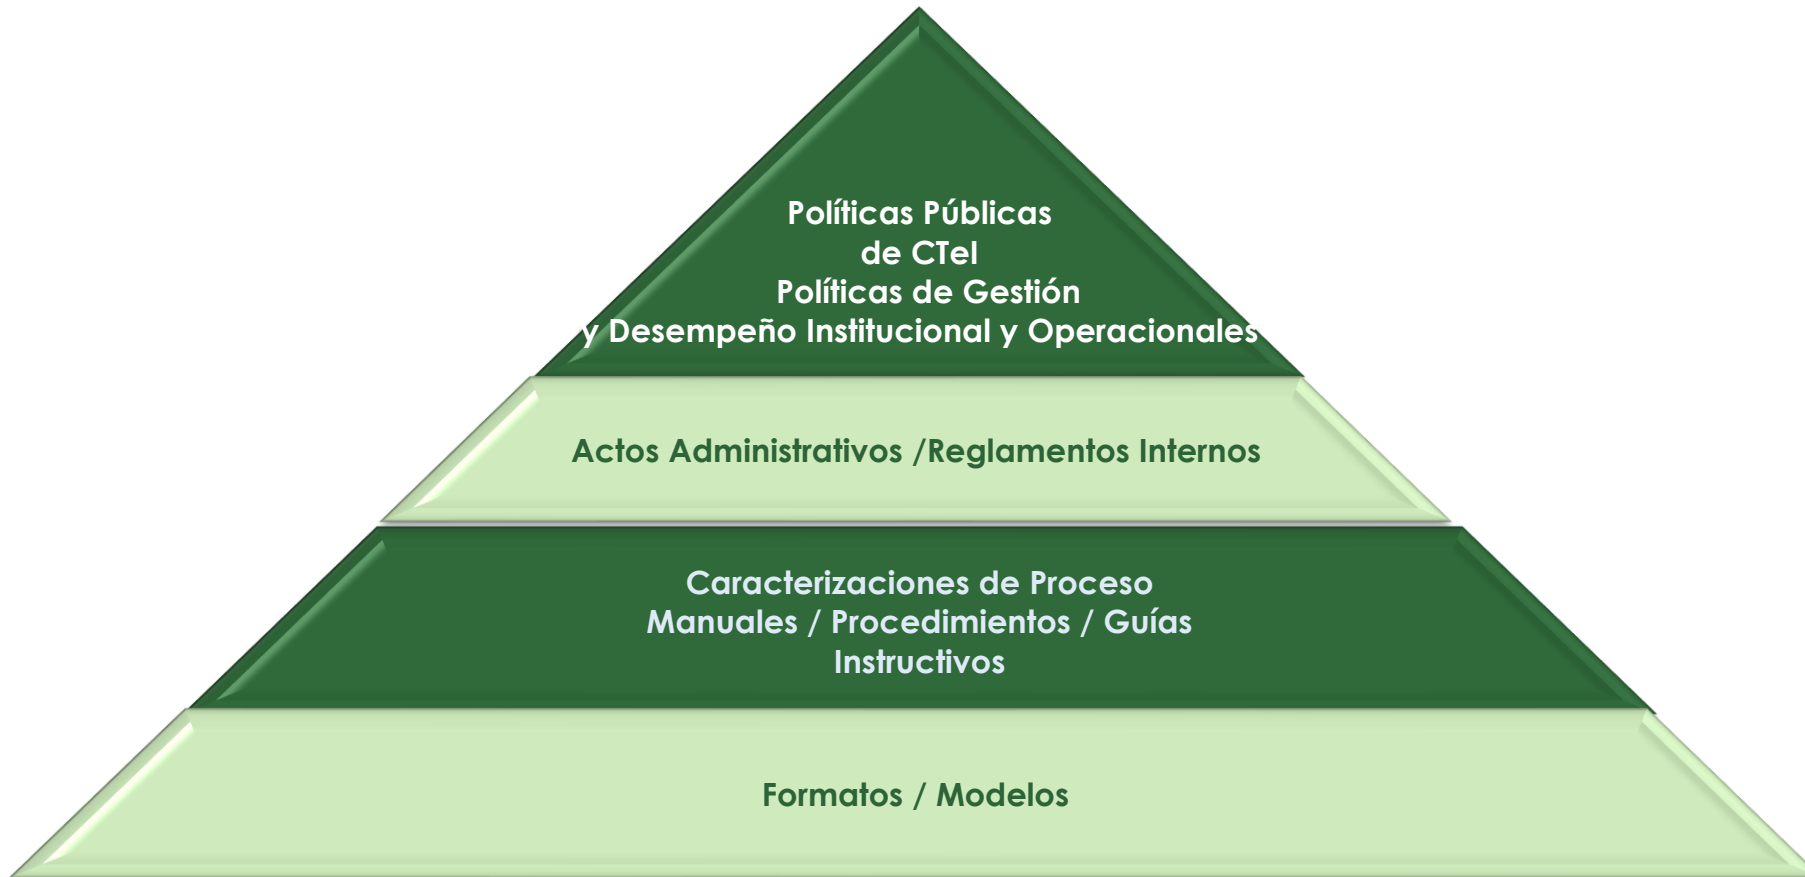 Políticas Públicas
de CTeI
Políticas de Gestión
y Desempeño Institucional y Operacionales
Actos Administrativos /Reglamentos Internos
Caracterizaciones de Proceso
Manuales / Procedimientos / Guías
Instructivos
Formatos / Modelos